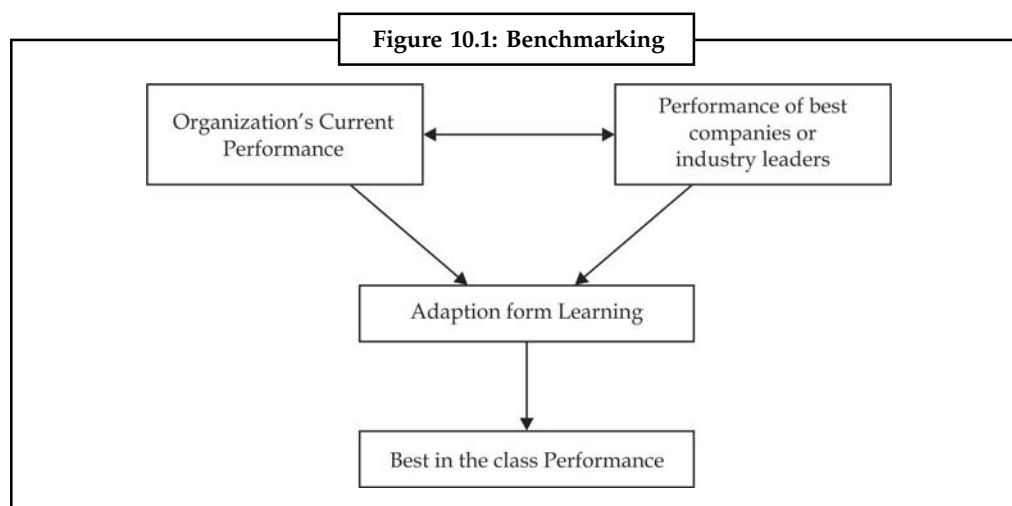 Figure 10.1: Benchmarking
Organization's Current
Performance
Performance of best
companies or
industry leaders
Adaption form Learning
Best in the class Performance